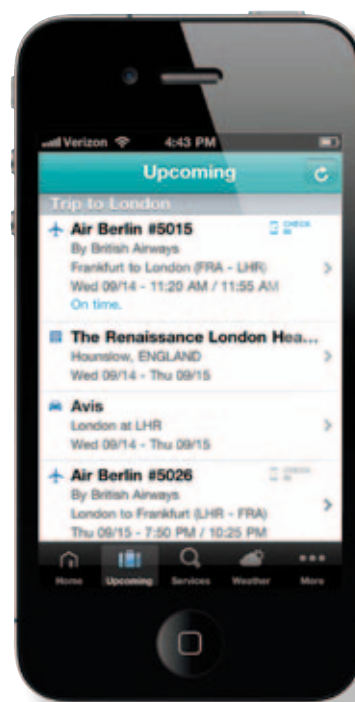 Verizon 4:43 PM
Upcoming
Trip to London
Air Berlin #5015
CHECK IN
By British Airways
Frankfurt to London (FRA - LHR)
Wed 09/14 - 11:20 AM / 11:55 AM
On time.
The Renaissance London Hea...
Hounslow, ENGLAND
Wed 09/14 - Thu 09/15
Avis
London at LHR
Wed 09/14 - Thu 09/15
Air Berlin #5026
CHECK IN
By British Airways
London to Frankfurt (LHR - FRA)
Thu 09/15 - 7:50 PM / 10:25 PM
Home Upcoming Services Weather More